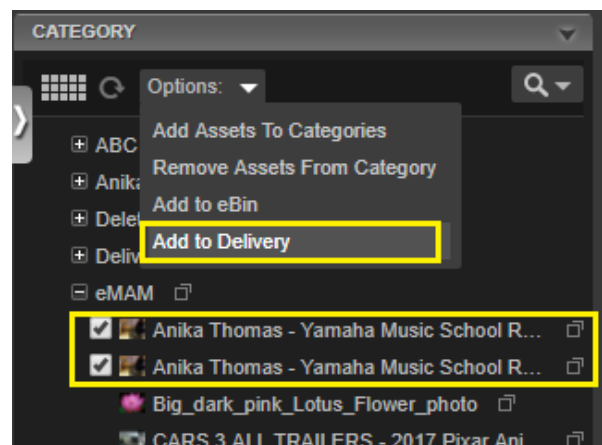 CATEGORY
Options:
Add Assets To Categories
Remove Assets From Category
Add to eBin
Add to Delivery
ABC
Anika
Delet
Deliv
eMAM
Anika Thomas - Yamaha Music School R...
Anika Thomas - Yamaha Music School R...
Big_dark_pink_Lotus_Flower_photo
CARS 3 ALL TRAILERS - 2017 Pixar Ani